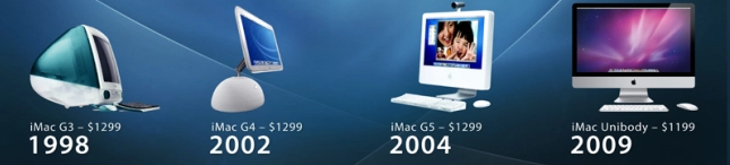 iMac G3 – $1299
1998
iMac G4 – $1299
2002
iMac G5 – $1299
2004
iMac Unibody – $1199
2009